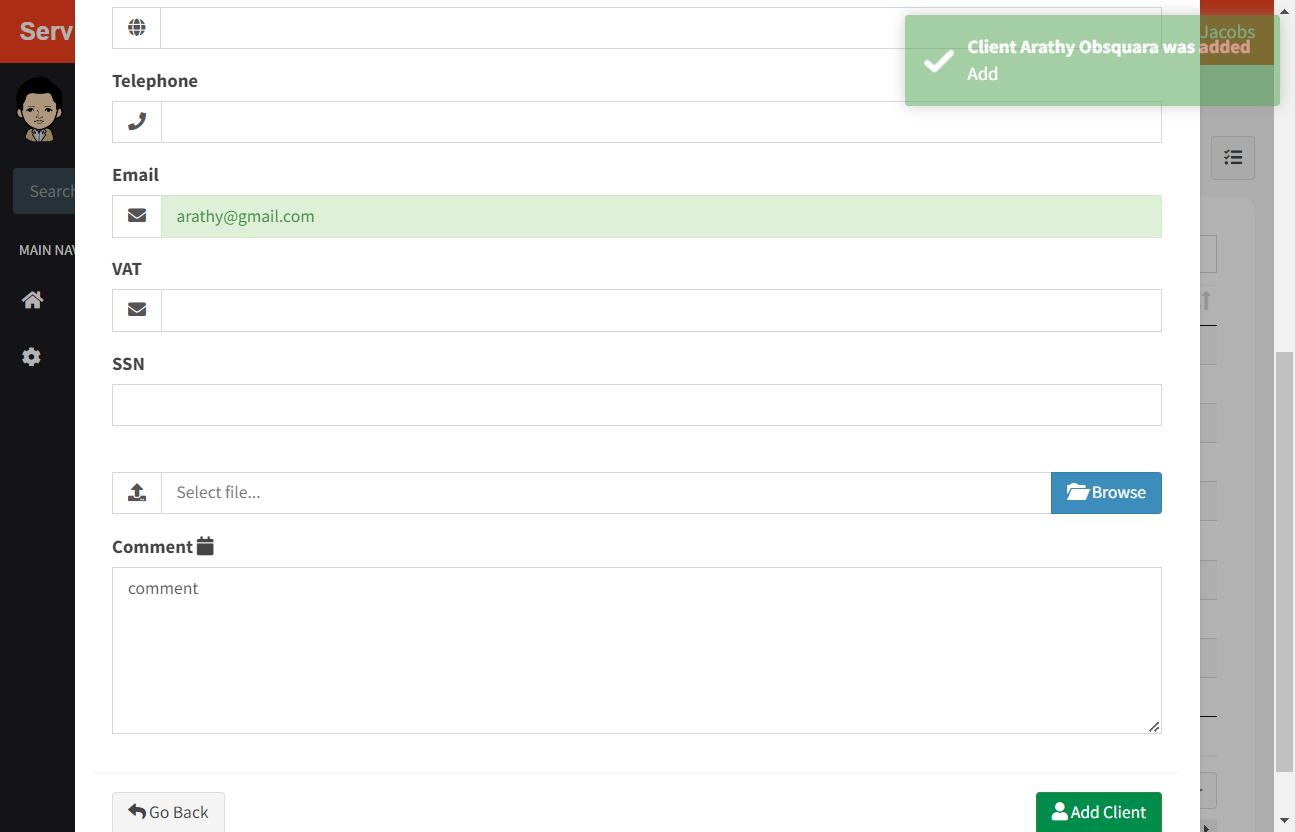 Serv
Jacobs
Client Arathy Obsquara was added
Add
Telephone
Search
Email
arathy@gmail.com
MAIN NAV
VAT
SSN
Select file...
Browse
Comment
comment
Go Back
Add Client